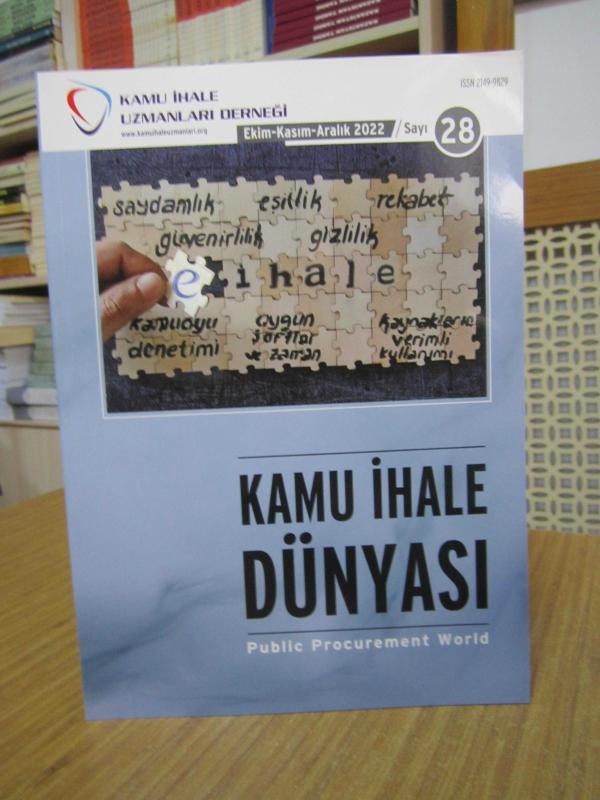 KAMU İHALE
UZMANLARI DERNEĞİ
www.kamuihaleuzmanlari.org
ISSN 2149-9829
Ekim-Kasım-Aralık 2022 / Sayı 28
saydamlık eşitlik rekabet
güvenirlilik gizlilik
e ihale
kamuoyu uygun kaynakların
denetimi şartlar verimli
ve zaman kullanımı
KAMU İHALE
DÜNYASI
Public Procurement World